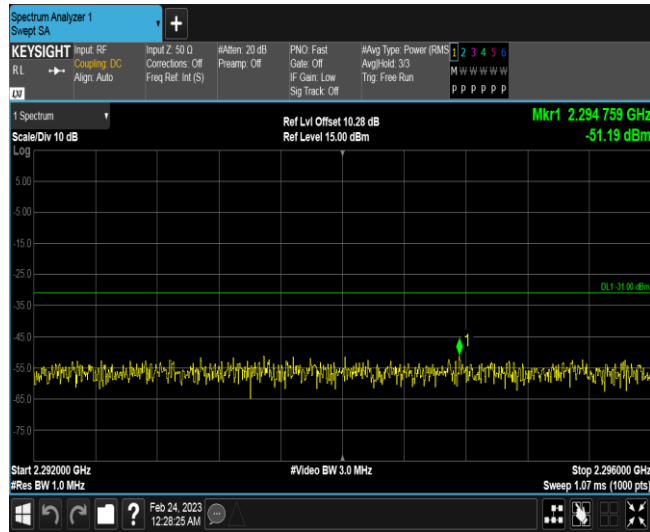 Spectrum Analyzer 1
Swept SA
+
KEYSIGHT
RL
LXI
Input: RF
Coupling: DC
Align: Auto
Input Z: 50 Ω
Corrections: Off
Freq Ref: Int (S)
#Atten: 20 dB
Preamp: Off
PNO: Fast
Gate: Off
IF Gain: Low
Sig Track: Off
#Avg Type: Power (RMS
Avg|Hold: 3/3
Trig: Free Run
1 2 3 4 5 6
M W W W W W
P P P P P P
1 Spectrum
Scale/Div 10 dB
Log
Ref Lvl Offset 10.28 dB
Ref Level 15.00 dBm
Mkr1 2.294 759 GHz
-51.19 dBm
5.00
-5.00
-15.0
-25.0
DL1 -31.00 dBm
-35.0
-45.0
1
-55.0
-65.0
-75.0
Start 2.292000 GHz
#Res BW 1.0 MHz
#Video BW 3.0 MHz
Stop 2.296000 GHz
Sweep 1.07 ms (1000 pts)
?
Feb 24, 2023
12:28:25 AM